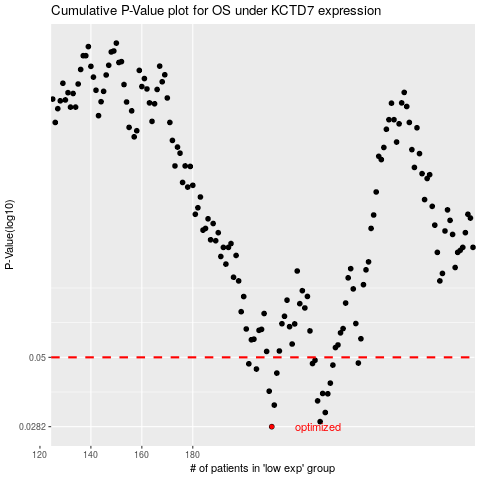 Cumulative P-Value plot for OS under KCTD7 expression
P-Value(log10)
0.05
0.0282
optimized
120 140 160 180
# of patients in 'low exp' group